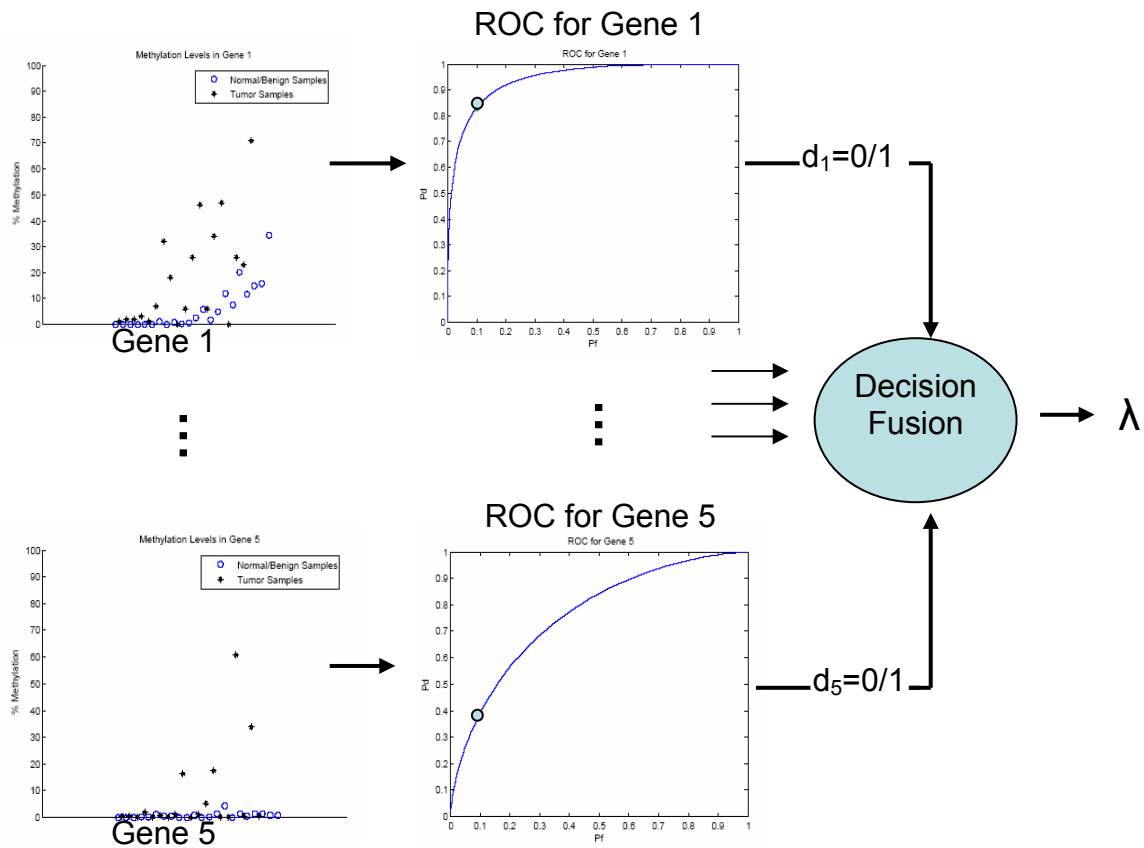 ROC for Gene 1
Methylation Levels in Gene 1
Normal/Benign Samples
Tumor Samples
% Methylation
100
90
80
70
60
50
40
30
20
10
0
Gene 1
ROC for Gene 1
Pd
1
0.9
0.8
0.7
0.6
0.5
0.4
0.3
0.2
0.1
0
0 0.1 0.2 0.3 0.4 0.5 0.6 0.7 0.8 0.9 1
Pf
d₁=0/1
Decision
Fusion
λ
ROC for Gene 5
Methylation Levels in Gene 5
Normal/Benign Samples
Tumor Samples
% Methylation
100
90
80
70
60
50
40
30
20
10
0
Gene 5
ROC for Gene 5
Pd
1
0.9
0.8
0.7
0.6
0.5
0.4
0.3
0.2
0.1
0
0 0.1 0.2 0.3 0.4 0.5 0.6 0.7 0.8 0.9 1
Pf
d₅=0/1